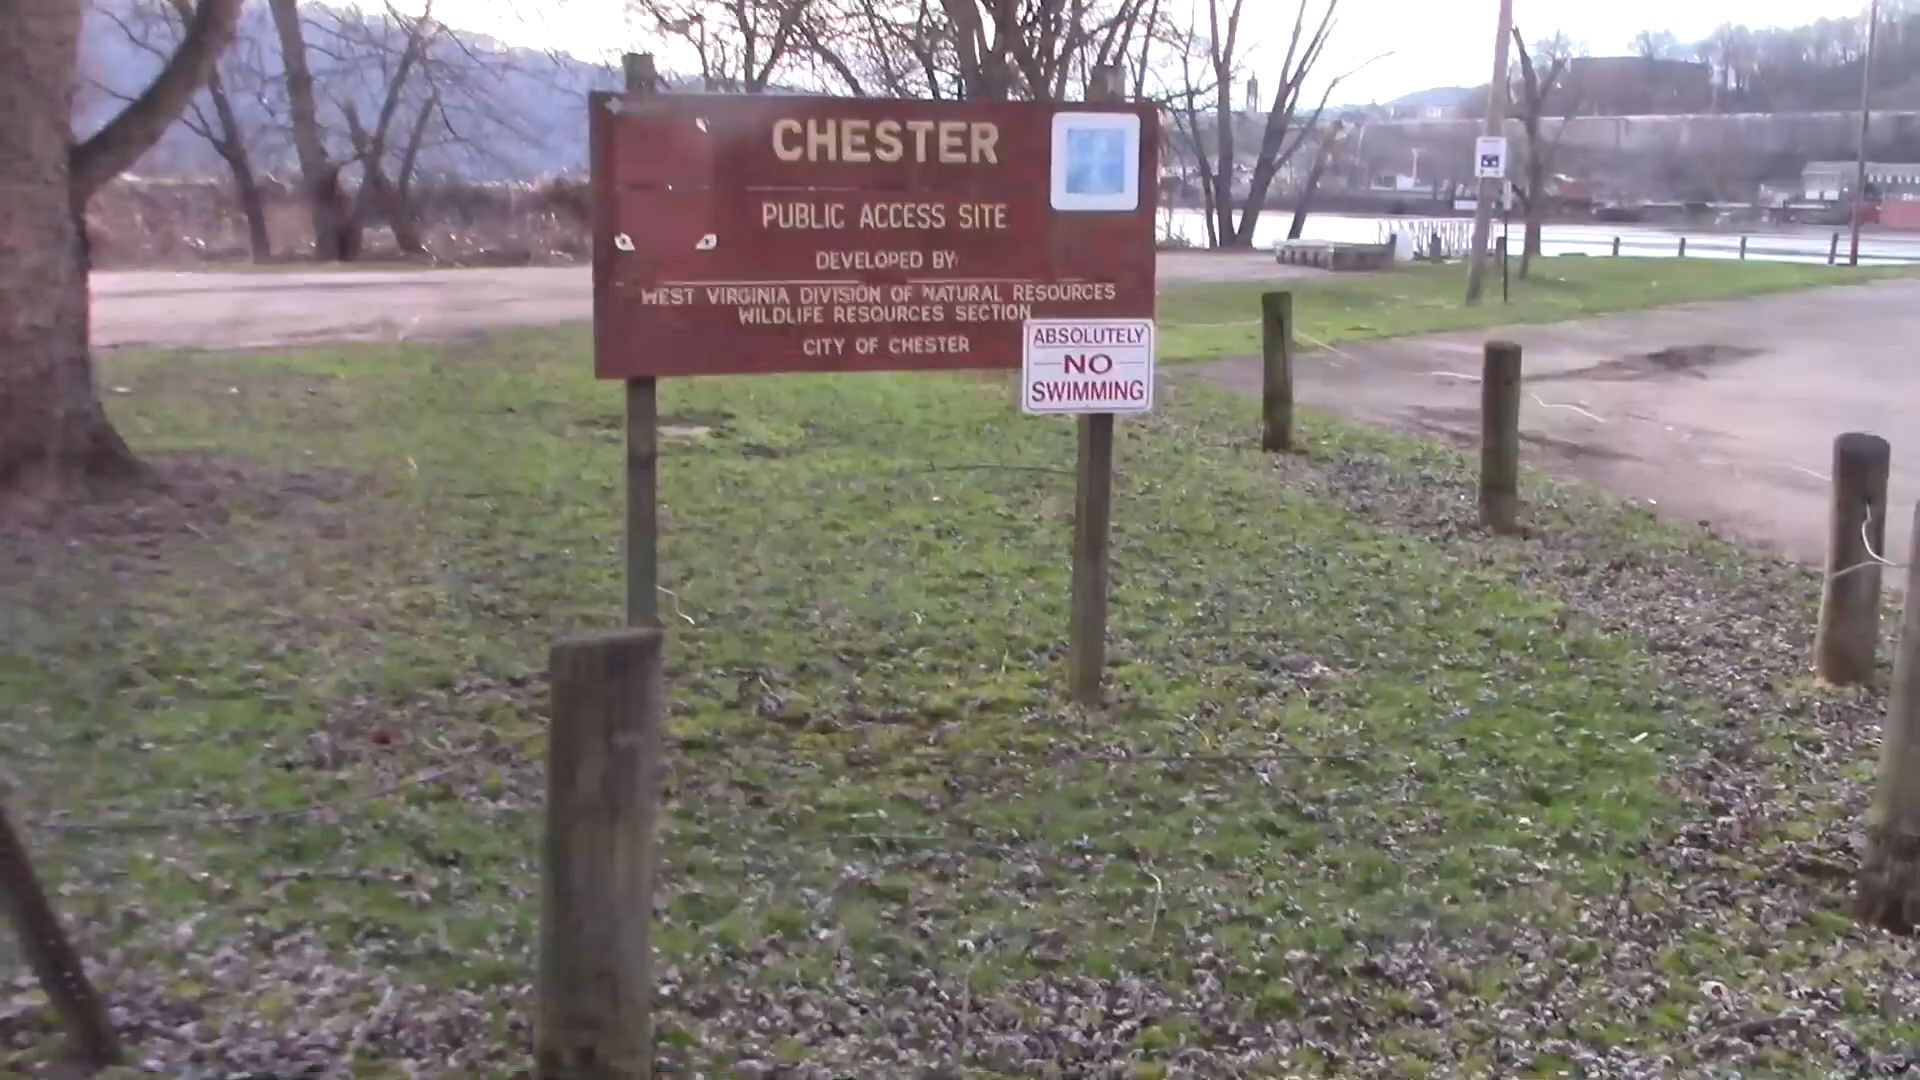 CHESTER
PUBLIC ACCESS SITE
DEVELOPED BY:
WEST VIRGINIA DIVISION OF NATURAL RESOURCES
WILDLIFE RESOURCES SECTION
CITY OF CHESTER
ABSOLUTELY
NO
SWIMMING